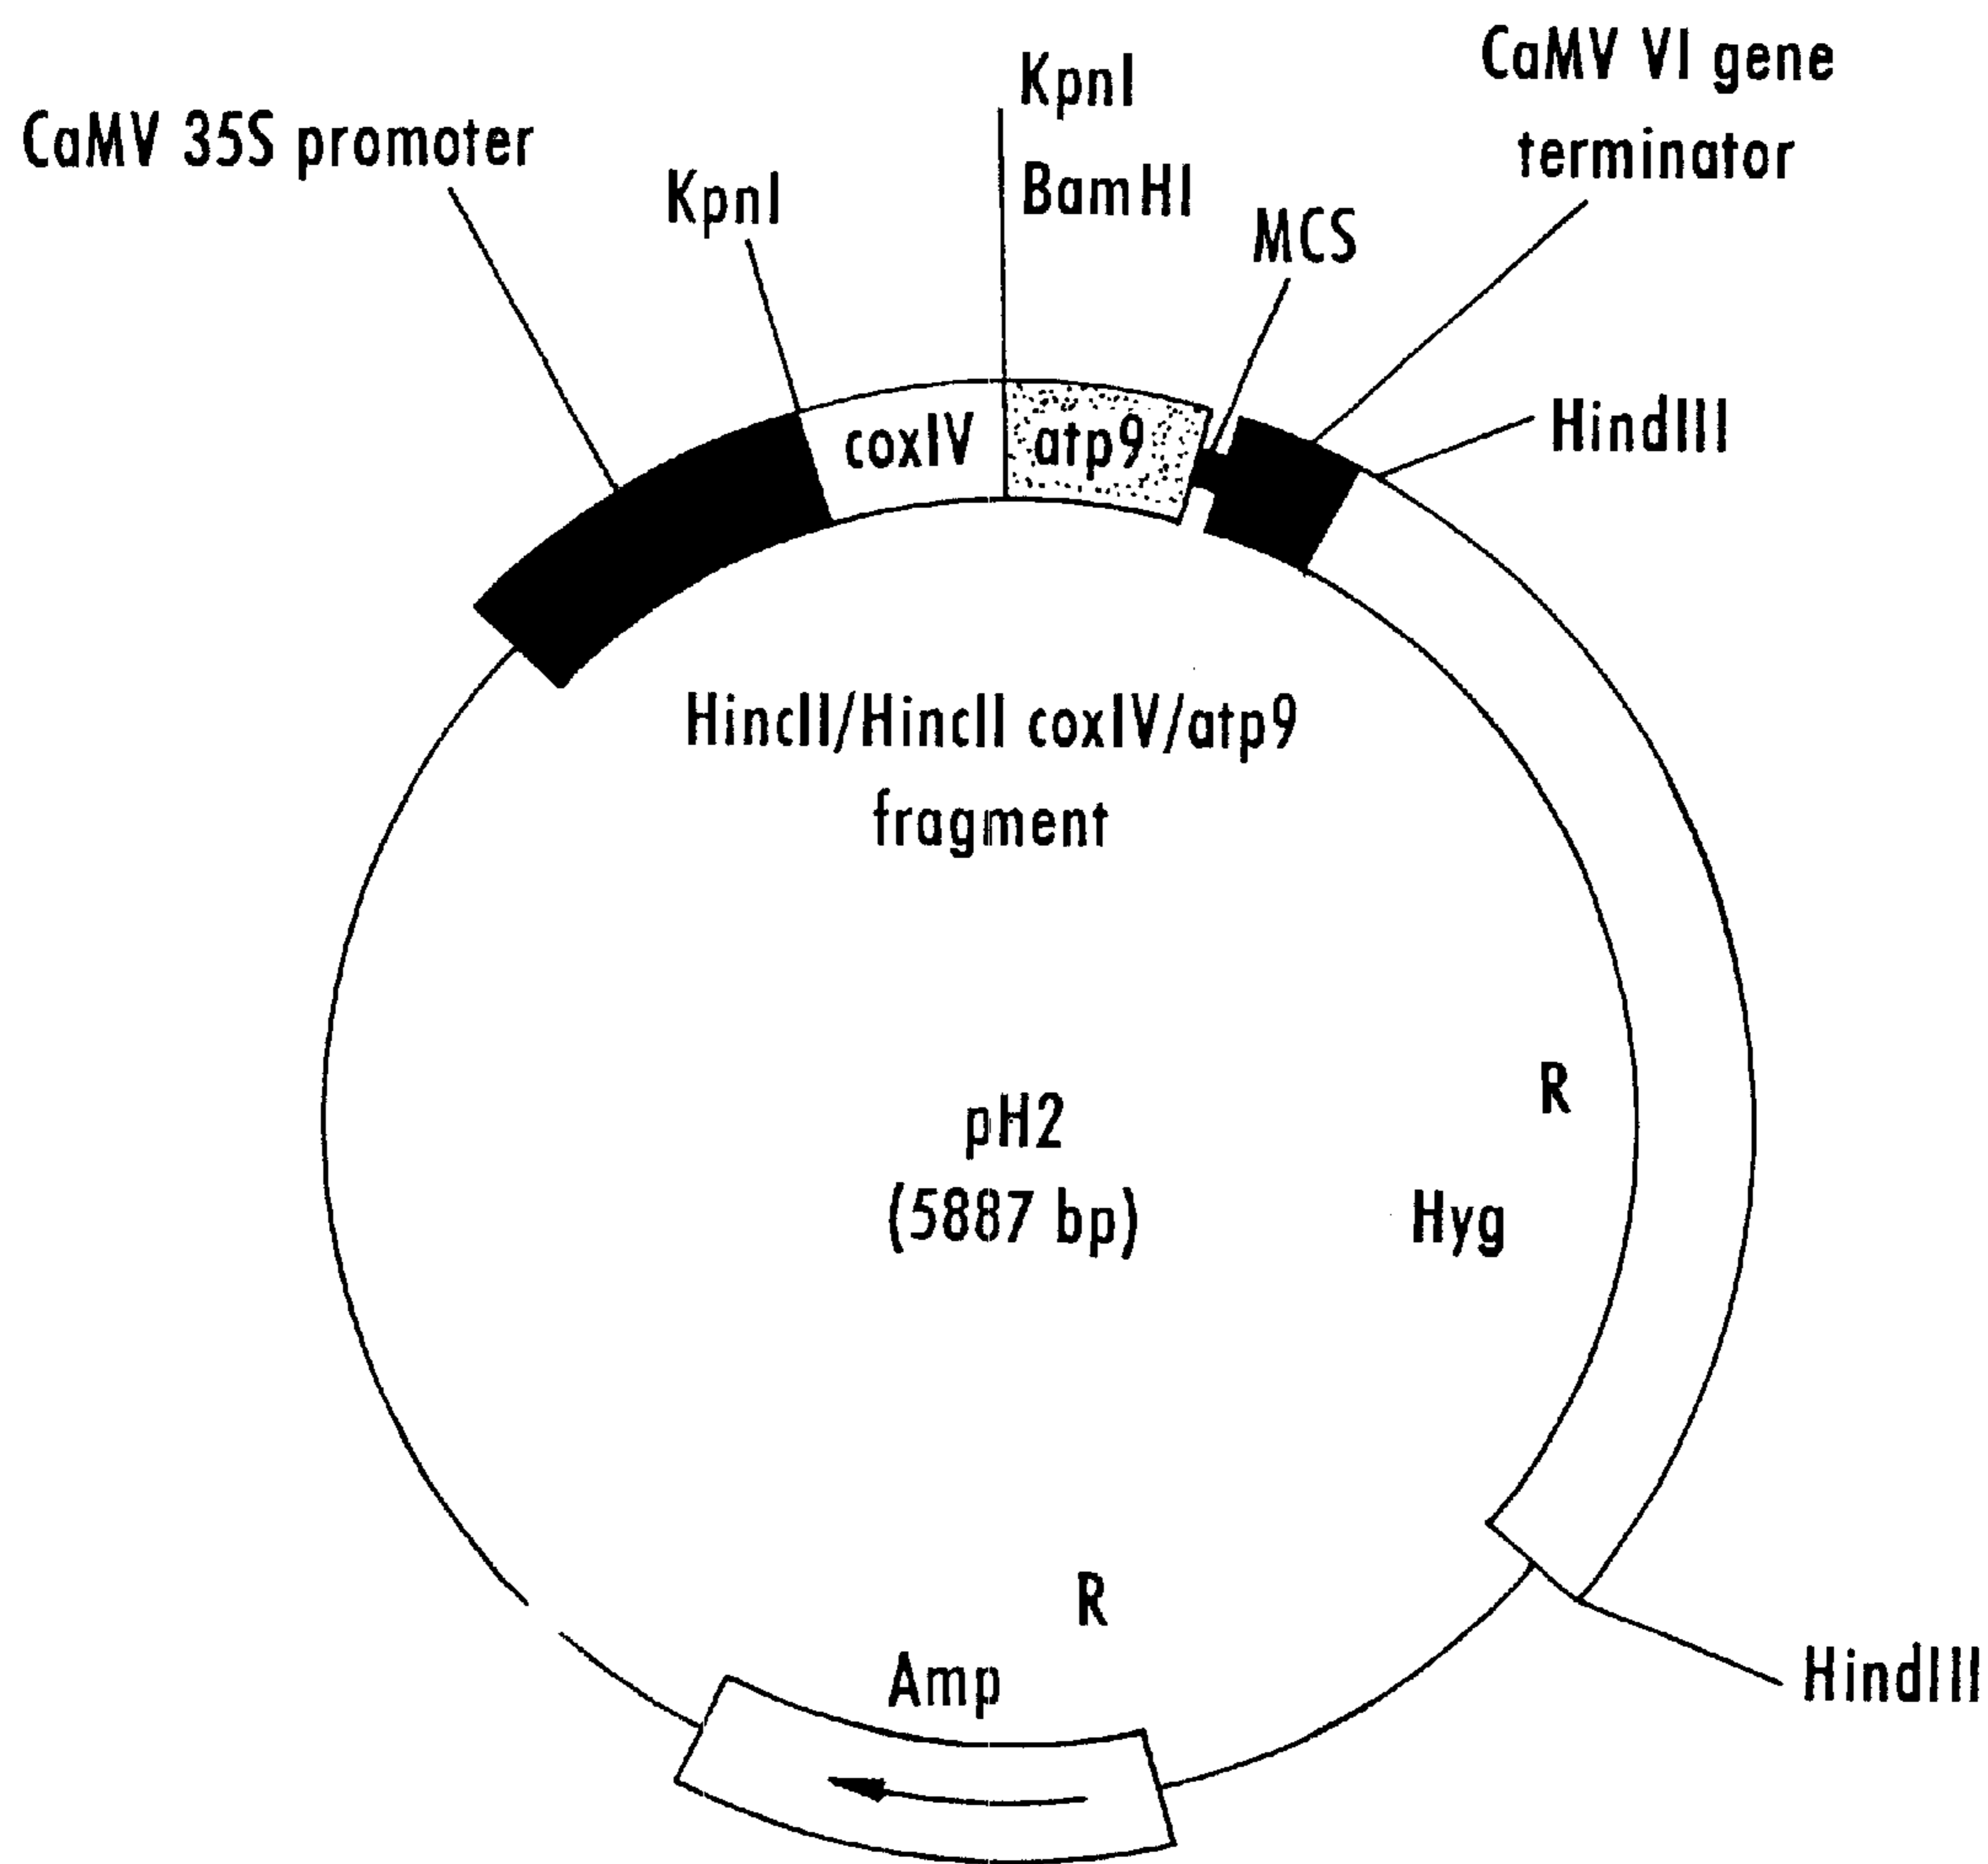 CaMV VI gene
terminator
KpnI
BamHI
CaMV 35S promoter
KpnI
MCS
HindIII
coxIV
atp9
HincII/HincII coxIV/atp9
fragment
pH2
(5887 bp)
R
Hyg
R
Amp
HindIII